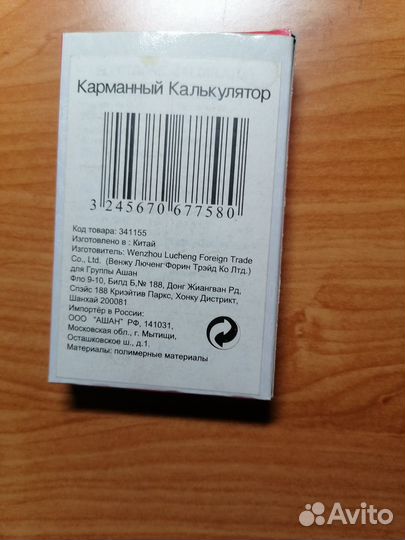 Карманный Калькулятор
3 245670 677580
Код товара: 341155
Изготовлено в : Китай
Изготовитель: Wenzhou Lucheng Foreign Trade
Co., Ltd. (Венжу Люченг Форин Трэйд Ко Лтд.)
для Группы Ашан
Фло 9-10, Билд Б,№ 188, Донг Жиангван Рд,
Спэйс 188 Криэйтив Паркс, Хонку Дистрикт,
Шанхай 200081
Импортёр в России:
ООО "АШАН" РФ, 141031,
Московская обл., г. Мытищи,
Осташковское ш., д.1.
Материалы: полимерные материалы
Avito